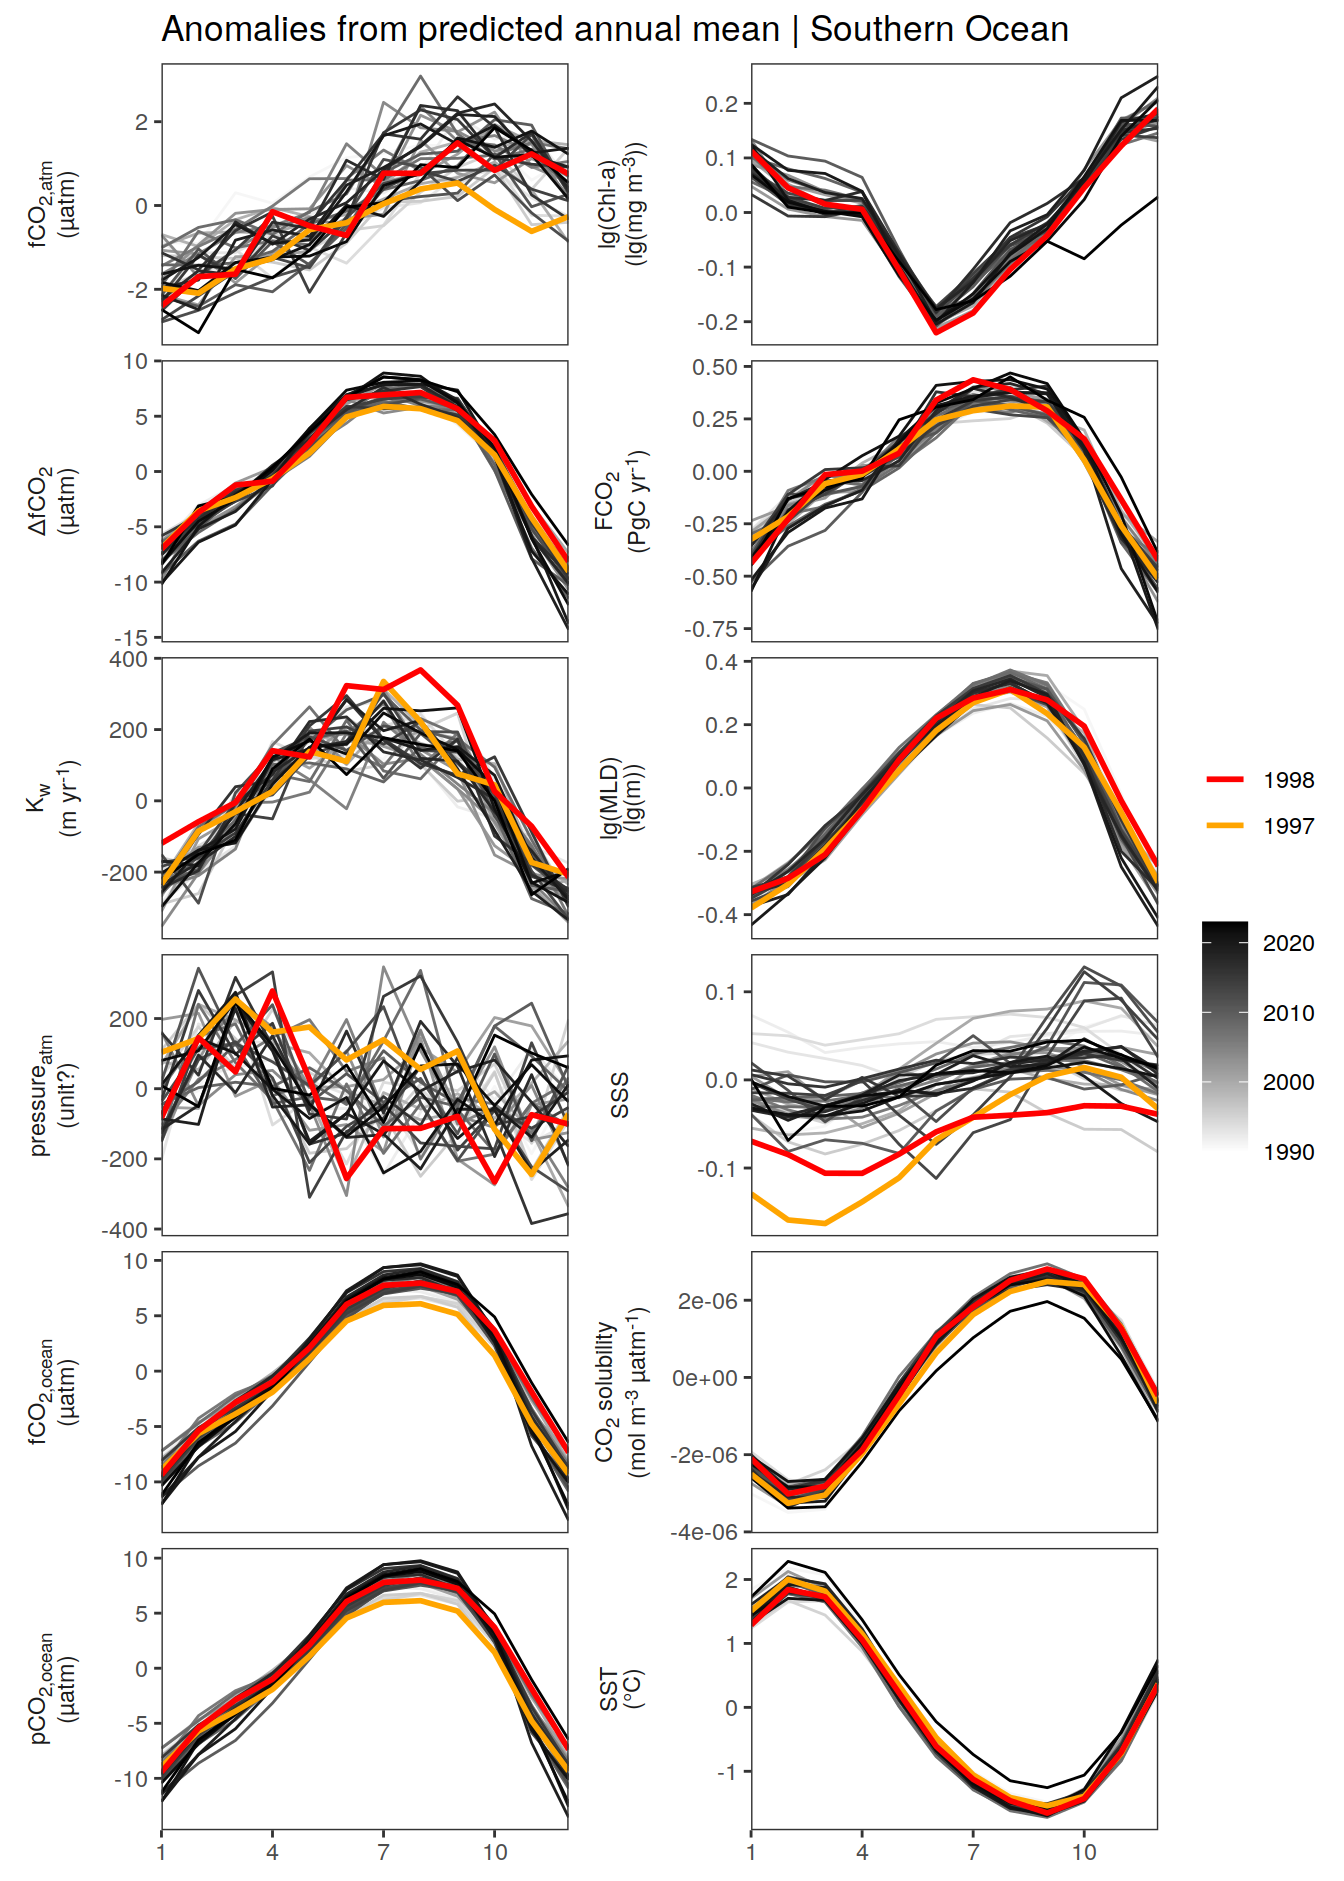 Anomalies from predicted annual mean | Southern Ocean
fCO2,atm
(µatm)
2
0
-2
lg(Chl-a)
(lg(mg m-3))
0.2
0.1
0.0
-0.1
-0.2
ΔfCO2
(µatm)
10
5
0
-5
-10
-15
FCO2
(PgC yr-1)
0.50
0.25
0.00
-0.25
-0.50
-0.75
Kw
(m yr-1)
400
200
0
-200
lg(MLD)
(lg(m))
0.4
0.2
0.0
-0.2
-0.4
pressureatm
(unit?)
200
0
-200
-400
SSS
0.1
0.0
-0.1
fCO2,ocean
(µatm)
10
5
0
-5
-10
CO2 solubility
(mol m-3 µatm-1)
2e-06
0e+00
-2e-06
-4e-06
pCO2,ocean
(µatm)
10
5
0
-5
-10
SST
(°C)
2
1
0
-1
1 4 7 10
1 4 7 10
1998
1997
2020
2010
2000
1990